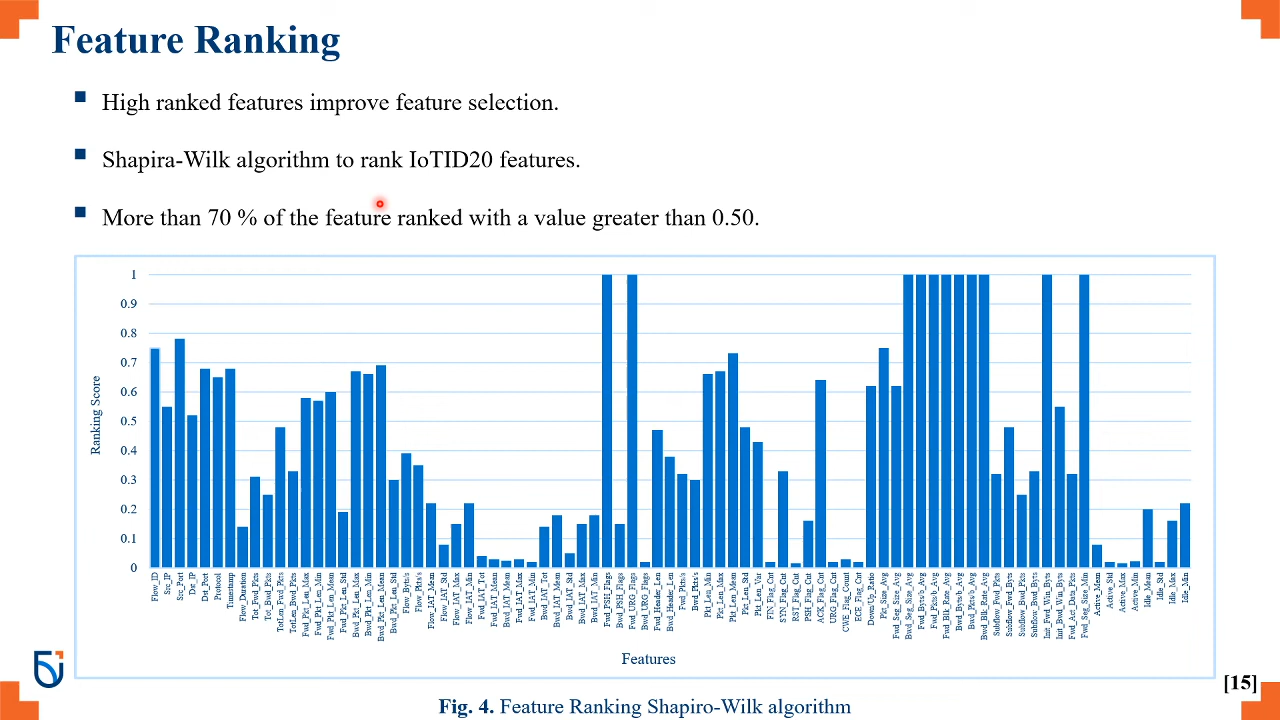 Feature Ranking
High ranked features improve feature selection.
Shapira-Wilk algorithm to rank IoTID20 features.
More than 70 % of the feature ranked with a value greater than 0.50.
1
0.9
0.8
0.7
0.6
0.5
0.4
0.3
0.2
0.1
0
Ranking Score
Flow_ID
Src_IP
Src_Port
Dst_IP
Dst_Port
Protocol
Timestamp
Flow_Duration
Tot_Fwd_Pkts
Tot_Bwd_Pkts
TotLen_Fwd_Pkts
TotLen_Bwd_Pkts
Fwd_Pkt_Len_Max
Fwd_Pkt_Len_Min
Fwd_Pkt_Len_Mean
Fwd_Pkt_Len_Std
Bwd_Pkt_Len_Max
Bwd_Pkt_Len_Min
Bwd_Pkt_Len_Mean
Bwd_Pkt_Len_Std
Flow_Byts/s
Flow_Pkts/s
Flow_IAT_Mean
Flow_IAT_Std
Flow_IAT_Max
Flow_IAT_Min
Fwd_IAT_Tot
Fwd_IAT_Mean
Fwd_IAT_Max
Fwd_IAT_Min
Bwd_IAT_Tot
Bwd_IAT_Mean
Bwd_IAT_Std
Bwd_IAT_Max
Bwd_IAT_Min
Fwd_PSH_Flags
Bwd_PSH_Flags
Fwd_URG_Flags
Bwd_URG_Flags
Fwd_Header_Len
Bwd_Header_Len
Fwd_Pkts/s
Bwd_Pkts/s
Pkt_Len_Min
Pkt_Len_Max
Pkt_Len_Mean
Pkt_Len_Std
Pkt_Len_Var
FIN_Flag_Cnt
SYN_Flag_Cnt
RST_Flag_Cnt
PSH_Flag_Cnt
ACK_Flag_Cnt
URG_Flag_Cnt
CWE_Flag_Count
ECE_Flag_Cnt
Down/Up_Ratio
Pkt_Size_Avg
Fwd_Seg_Size_Avg
Bwd_Seg_Size_Avg
Fwd_Byts/b_Avg
Fwd_Pkts/b_Avg
Fwd_Blk_Rate_Avg
Bwd_Byts/b_Avg
Bwd_Pkts/b_Avg
Bwd_Blk_Rate_Avg
Subflow_Fwd_Pkts
Subflow_Fwd_Byts
Subflow_Bwd_Pkts
Subflow_Bwd_Byts
Init_Fwd_Win_Byts
Init_Bwd_Win_Byts
Fwd_Act_Data_Pkts
Fwd_Seg_Size_Min
Active_Mean
Active_Std
Active_Max
Active_Min
Idle_Mean
Idle_Std
Idle_Max
Idle_Min
Features
[15]
Fig. 4. Feature Ranking Shapiro-Wilk algorithm